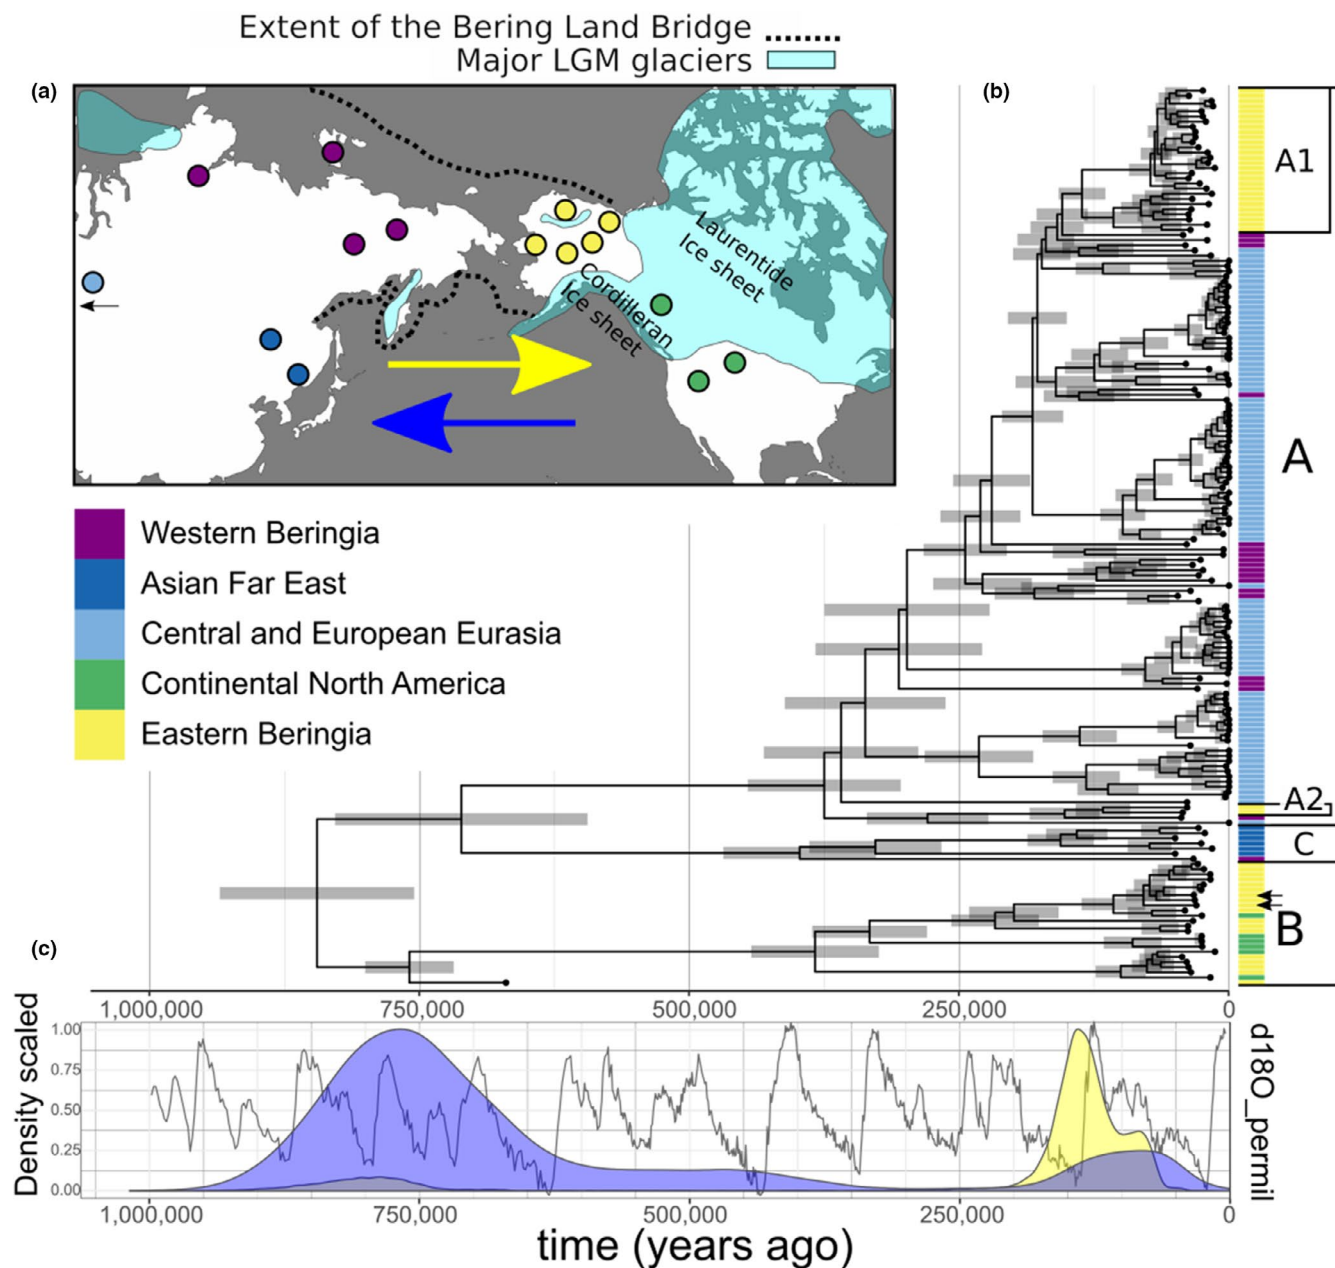 Extent of the Bering Land Bridge
Major LGM glaciers
(a)
(b)
Laurentide
Ice sheet
Cordilleran
Ice sheet
Western Beringia
Asian Far East
Central and European Eurasia
Continental North America
Eastern Beringia
A1
A
A2
C
B
(c)
1,000,000 750,000 500,000 250,000 0
Density scaled
1.00
0.75
0.50
0.25
0.00
d18O_permil
1,000,000 750,000 500,000 250,000 0
time (years ago)